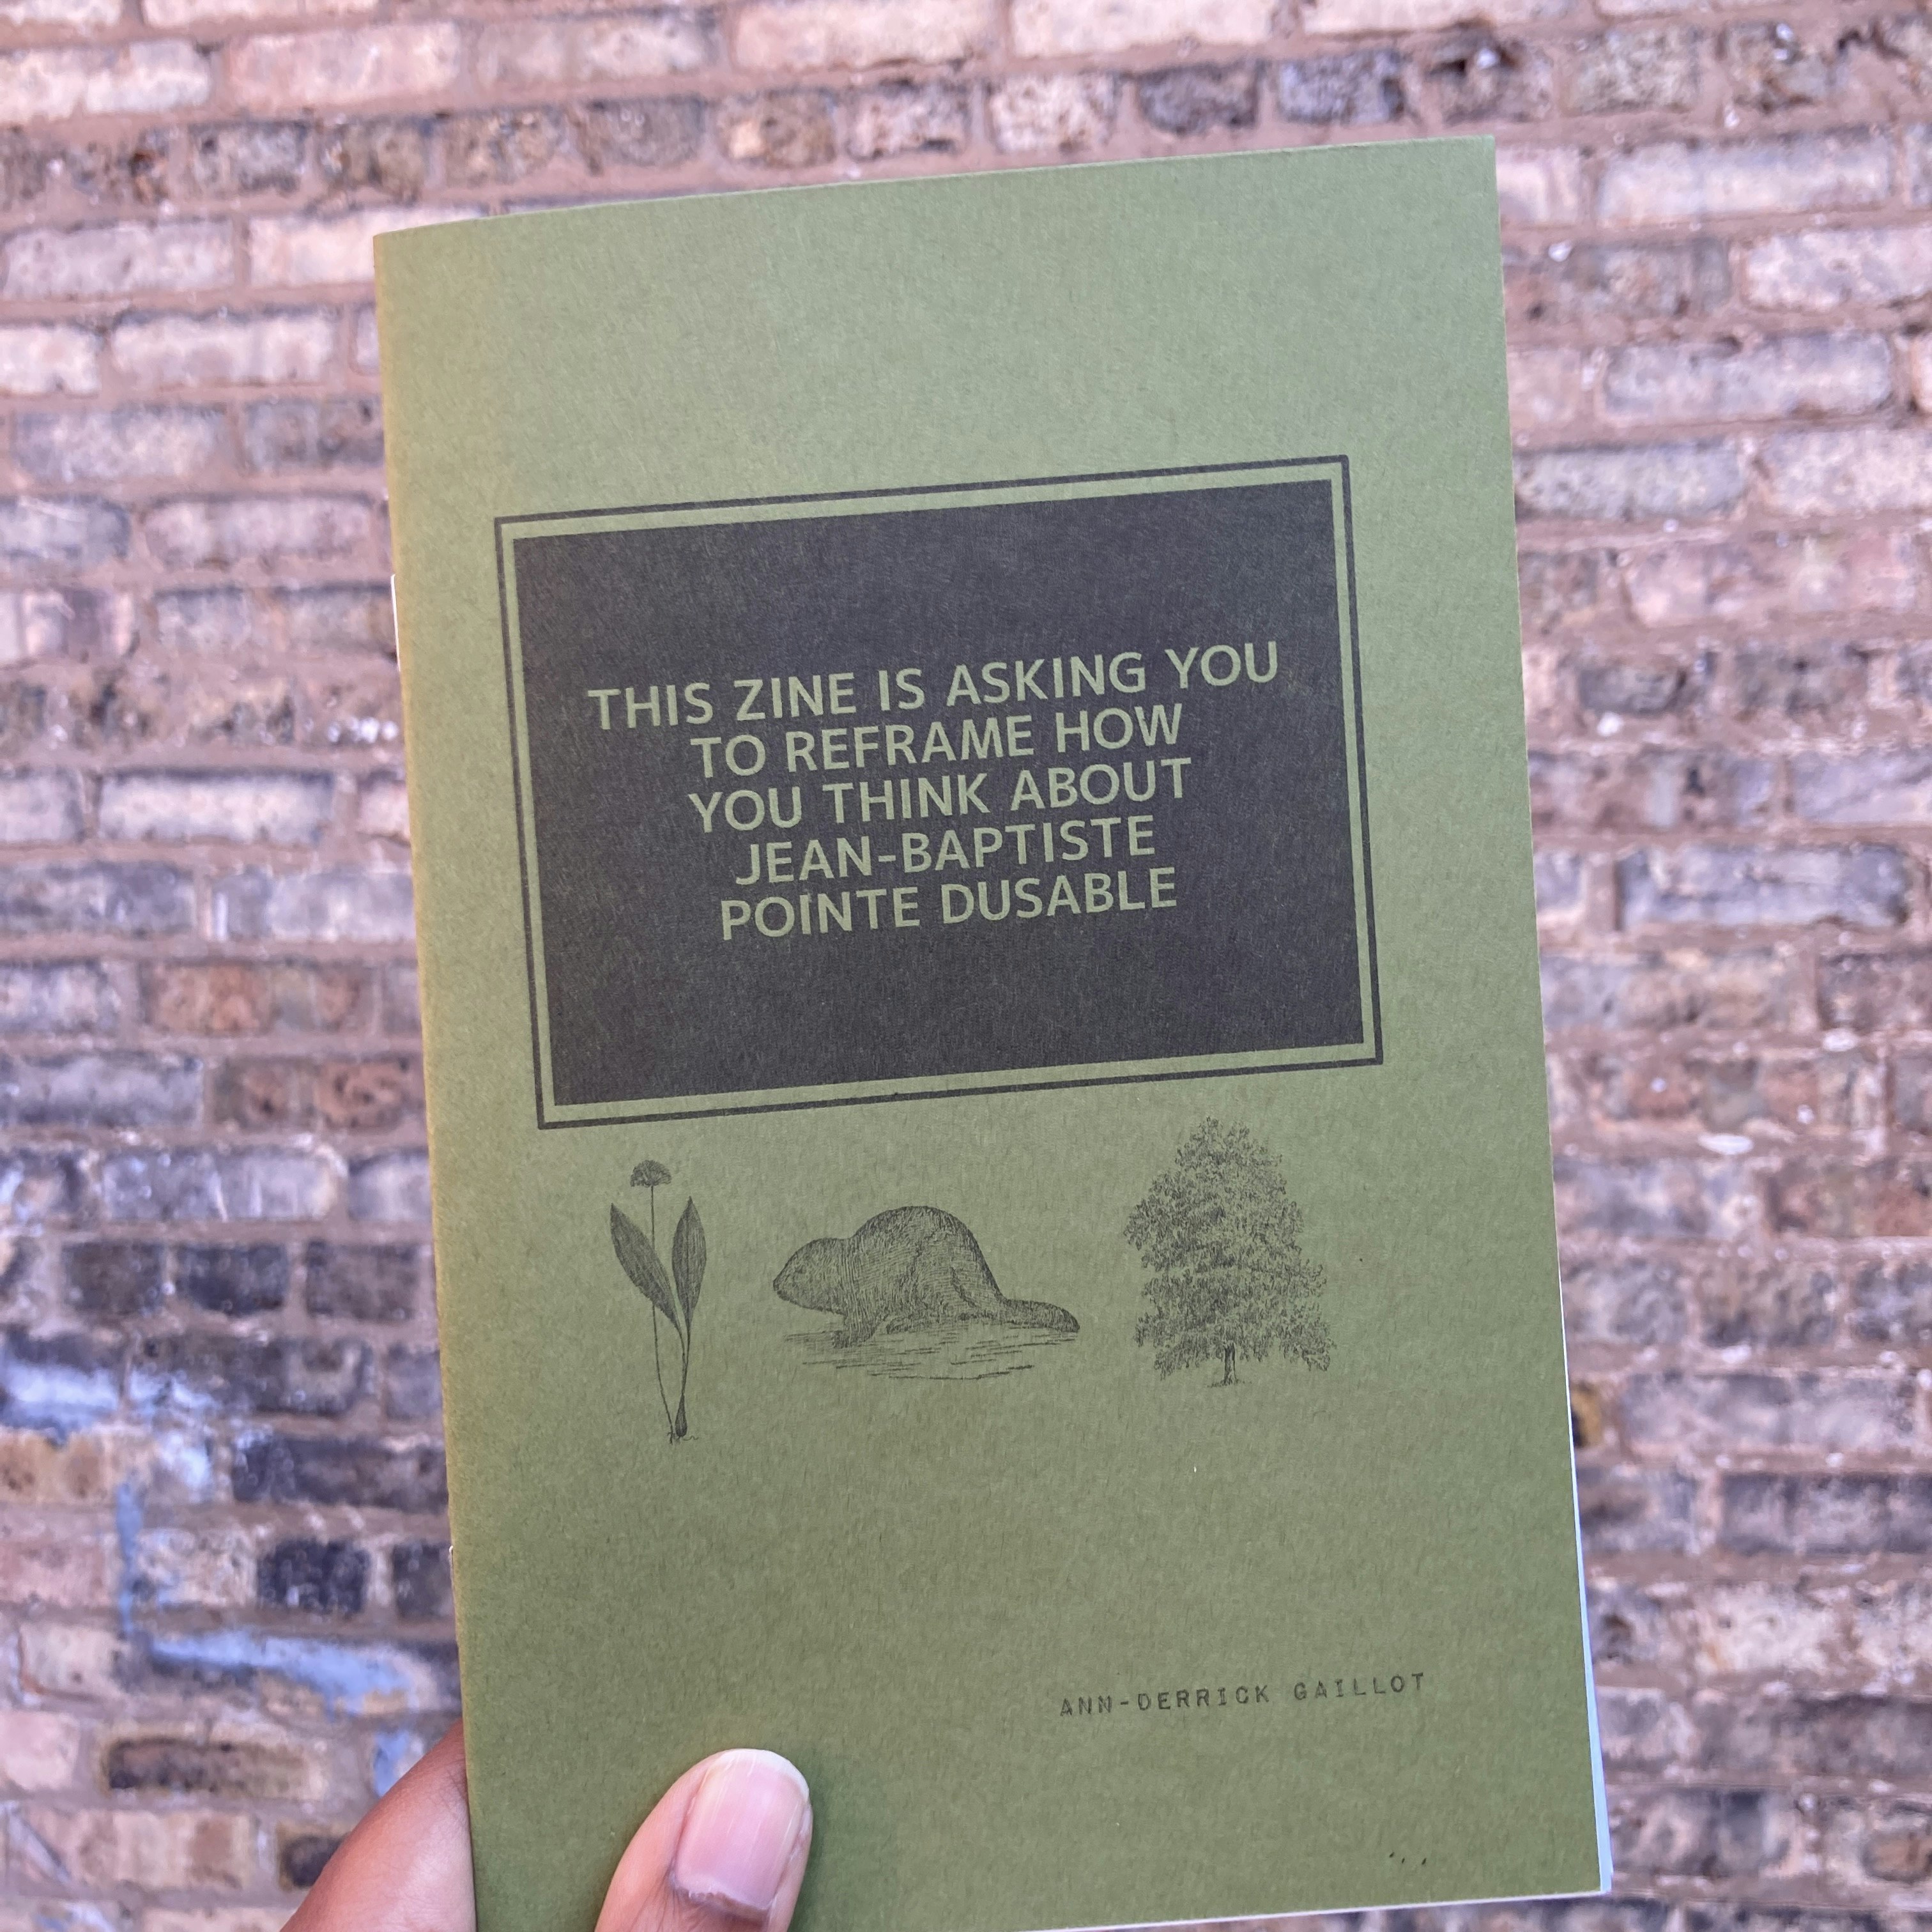 THIS ZINE IS ASKING YOU
TO REFRAME HOW
YOU THINK ABOUT
JEAN-BAPTISTE
POINTE DUSABLE
ANN-DERRICK GAILLOT